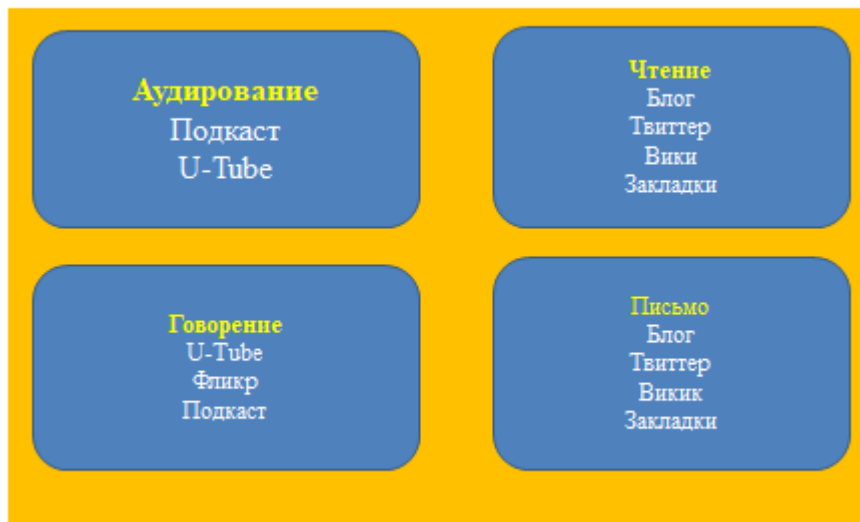 Аудирование
Подкаст
U-Tube
Чтение
Блог
Твиттер
Вики
Закладки
Говорение
U-Tube
Фликр
Подкаст
Письмо
Блог
Твиттер
Викик
Закладки